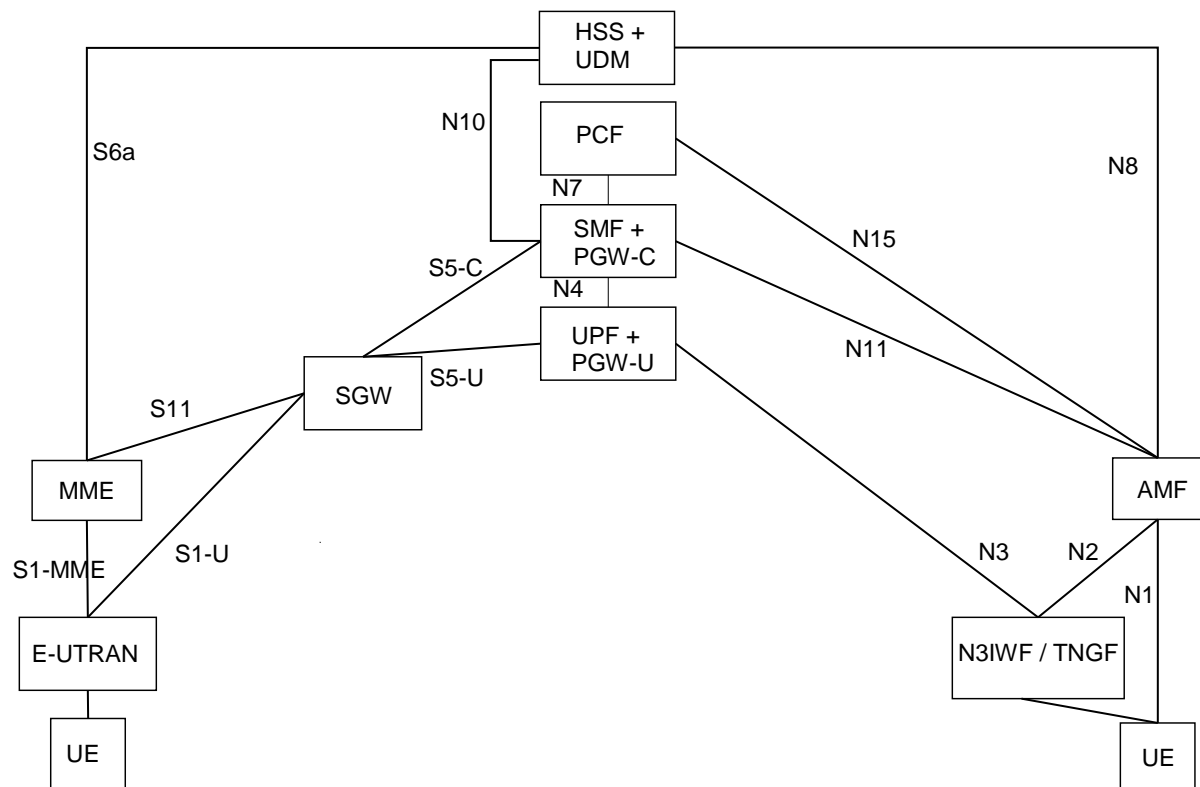 HSS +
UDM
N10
PCF
S6a
N8
N7
SMF +
PGW-C
N15
S5-C
N4
UPF +
PGW-U
N11
S5-U
SGW
S11
MME
AMF
S1-U
N3
N2
S1-MME
N1
E-UTRAN
N3IWF / TNGF
UE
UE